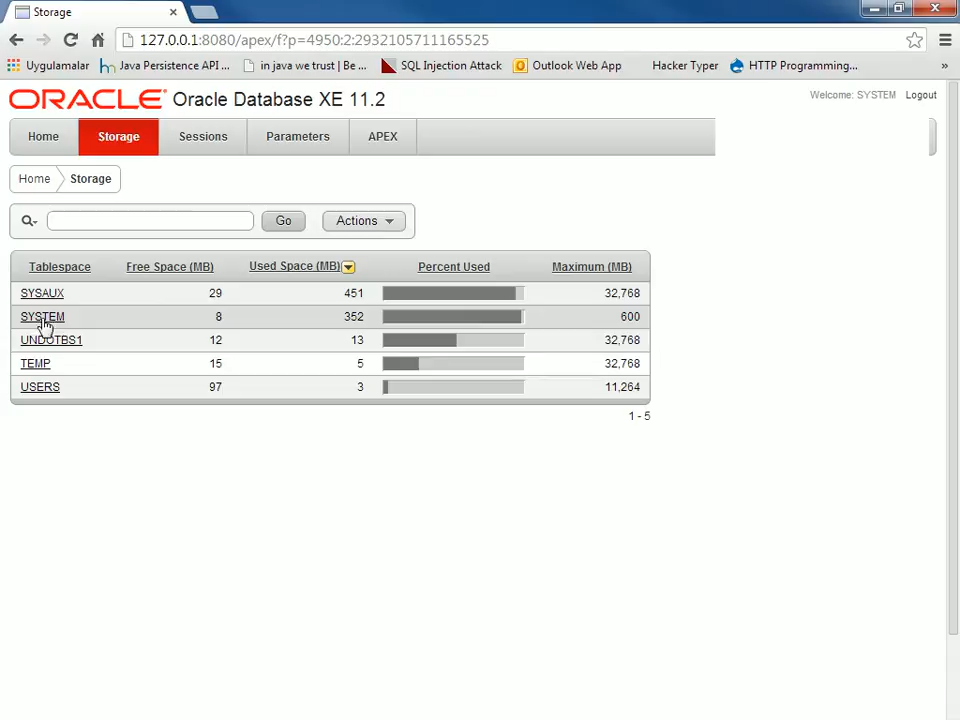 Storage
127.0.0.1:8080/apex/f?p=4950:2:2932105711165525
Uygulamalar Java Persistence API ... in java we trust | Be ... SQL Injection Attack Outlook Web App Hacker Typer HTTP Programming... »
ORACLE Oracle Database XE 11.2 Welcome: SYSTEM Logout
Home Storage Sessions Parameters APEX
Home Storage
Go Actions
Tablespace Free Space (MB) Used Space (MB) Percent Used Maximum (MB)
SYSAUX 29 451 32,768
SYSTEM 8 352 600
UNDOTBS1 12 13 32,768
TEMP 15 5 32,768
USERS 97 3 11,264
1 - 5